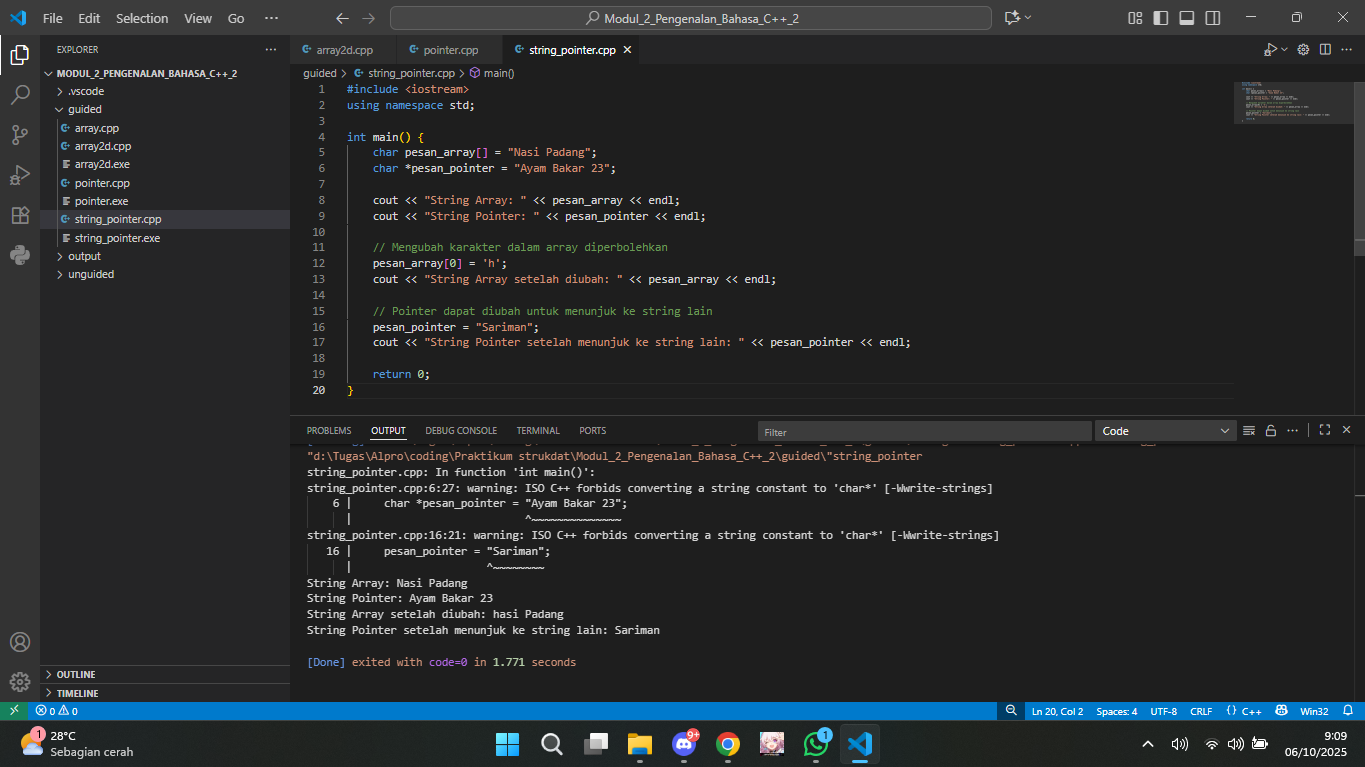 File Edit Selection View Go ··· Modul_2_Pengenalan_Bahasa_C++_2
EXPLORER
MODUL_2_PENGENALAN_BAHASA_C++_2
.vscode
guided
array.cpp
array2d.cpp
array2d.exe
pointer.cpp
pointer.exe
string_pointer.cpp
string_pointer.exe
output
unguided
OUTLINE
TIMELINE
array2d.cpp pointer.cpp string_pointer.cpp
guided > string_pointer.cpp > main()
1 #include <iostream>
2 using namespace std;
3
4 int main() {
5 char pesan_array[] = "Nasi Padang";
6 char *pesan_pointer = "Ayam Bakar 23";
7
8 cout << "String Array: " << pesan_array << endl;
9 cout << "String Pointer: " << pesan_pointer << endl;
10
11 // Mengubah karakter dalam array diperbolehkan
12 pesan_array[0] = 'h';
13 cout << "String Array setelah diubah: " << pesan_array << endl;
14
15 // Pointer dapat diubah untuk menunjuk ke string lain
16 pesan_pointer = "Sariman";
17 cout << "String Pointer setelah menunjuk ke string lain: " << pesan_pointer << endl;
18
19 return 0;
20 }
PROBLEMS OUTPUT DEBUG CONSOLE TERMINAL PORTS Filter Code
"d:\Tugas\Alpro\coding\Praktikum strukdat\Modul_2_Pengenalan_Bahasa_C++_2\guided\"string_pointer
string_pointer.cpp: In function 'int main()':
string_pointer.cpp:6:27: warning: ISO C++ forbids converting a string constant to 'char*' [-Wwrite-strings]
6 | char *pesan_pointer = "Ayam Bakar 23";
| ^~~~~~~~~~~~~~~
string_pointer.cpp:16:21: warning: ISO C++ forbids converting a string constant to 'char*' [-Wwrite-strings]
16 | pesan_pointer = "Sariman";
| ^~~~~~~~~
String Array: Nasi Padang
String Pointer: Ayam Bakar 23
String Array setelah diubah: hasi Padang
String Pointer setelah menunjuk ke string lain: Sariman
[Done] exited with code=0 in 1.771 seconds
0 0 Ln 20, Col 2 Spaces: 4 UTF-8 CRLF {} C++ Win32
1 28°C
Sebagian cerah
9+ 1
9:09
06/10/2025